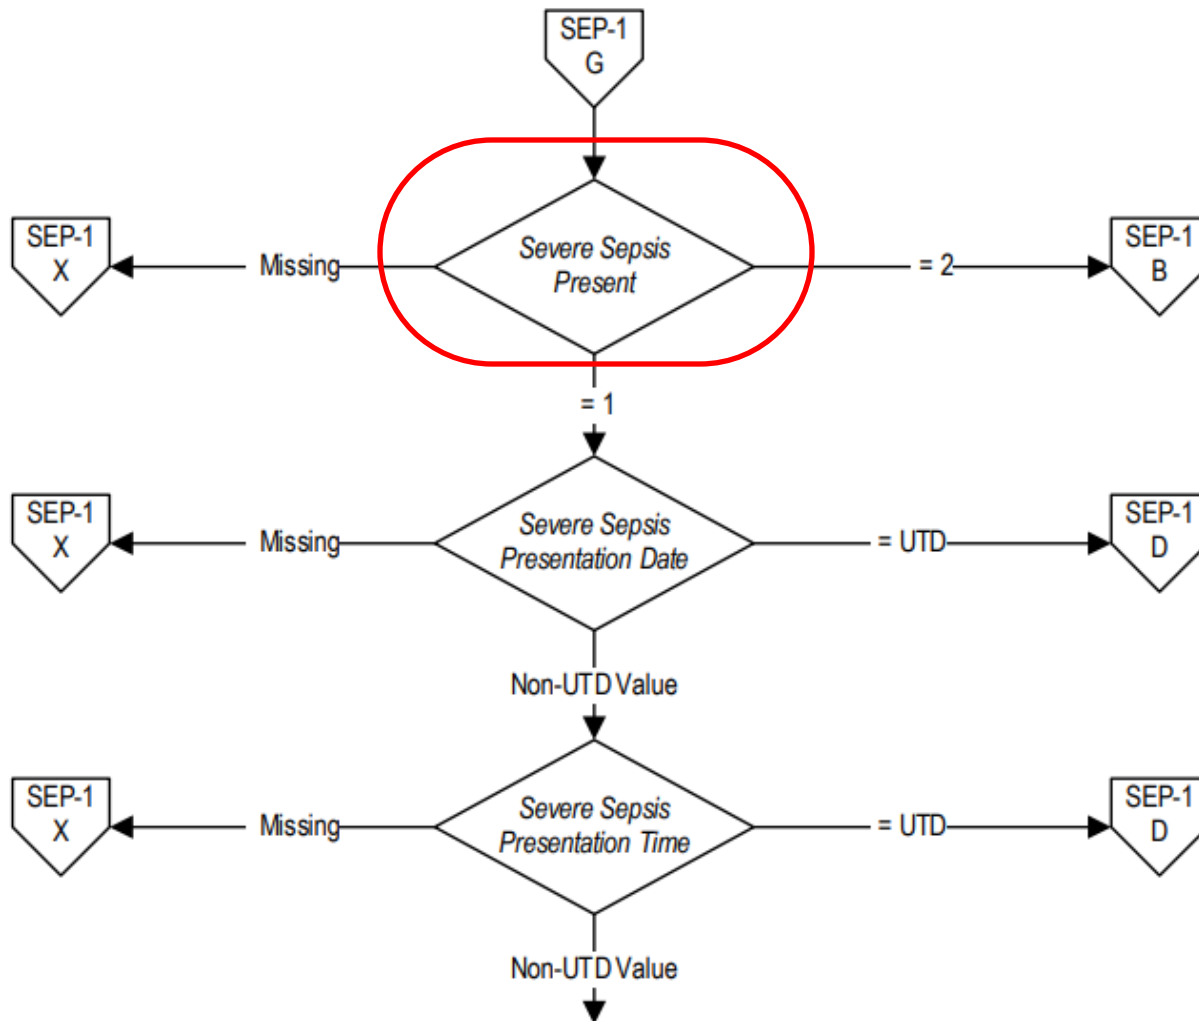 SEP-1
G
SEP-1
X
Missing
Severe Sepsis
Present
= 2
SEP-1
B
= 1
SEP-1
X
Missing
Severe Sepsis
Presentation Date
= UTD
SEP-1
D
Non-UTD Value
SEP-1
X
Missing
Severe Sepsis
Presentation Time
= UTD
SEP-1
D
Non-UTD Value